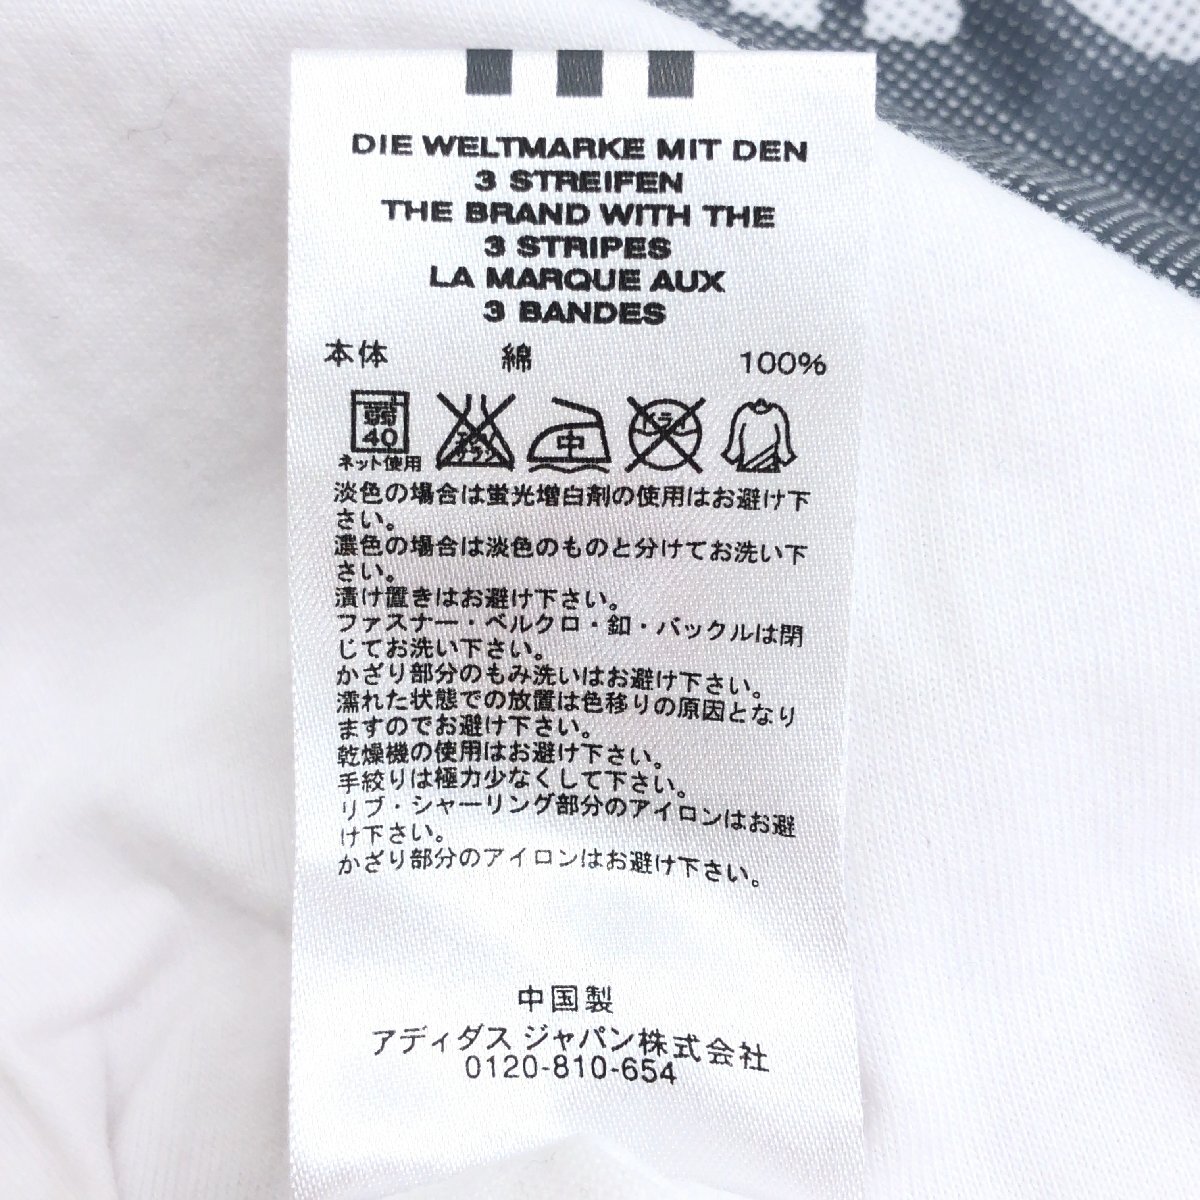 DIE WELTMARKE MIT DEN
3 STREIFEN
THE BRAND WITH THE
3 STRIPES
LA MARQUE AUX
3 BANDES
本体 綿 100%
弱 40 エンソ サラシ 中 ドライ
ネット使用
淡色の場合は蛍光増白剤の使用はお避け下
さい。
濃色の場合は淡色のものと分けてお洗い下
さい。
漬け置きはお避け下さい。
ファスナー・ベルクロ・釦・バックルは閉
じてお洗い下さい。
かざり部分のもみ洗いはお避け下さい。
濡れた状態での放置は色移りの原因となり
ますのでお避け下さい。
乾燥機の使用はお避け下さい。
手絞りは極力少なくして下さい。
リブ・シャーリング部分のアイロンはお避
け下さい。
かざり部分のアイロンはお避け下さい。
中国製
アディダス ジャパン株式会社
0120-810-654